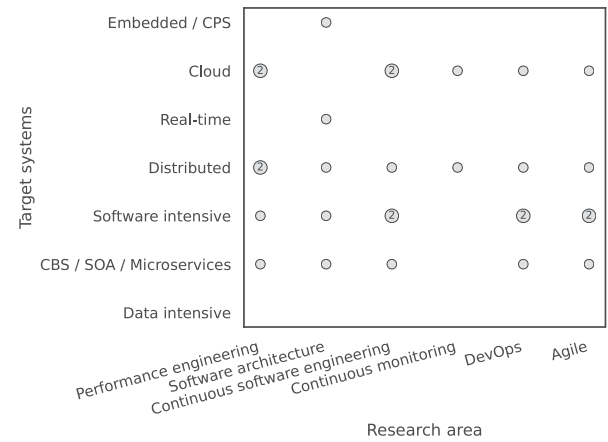 Embedded / CPS
Cloud
2 2
Real-time
Distributed
2
Software intensive
2 2 2
CBS / SOA / Microservices
Data intensive
Target systems
Performance engineering
Software architecture
Continuous software engineering
Continuous monitoring
DevOps
Agile
Research area